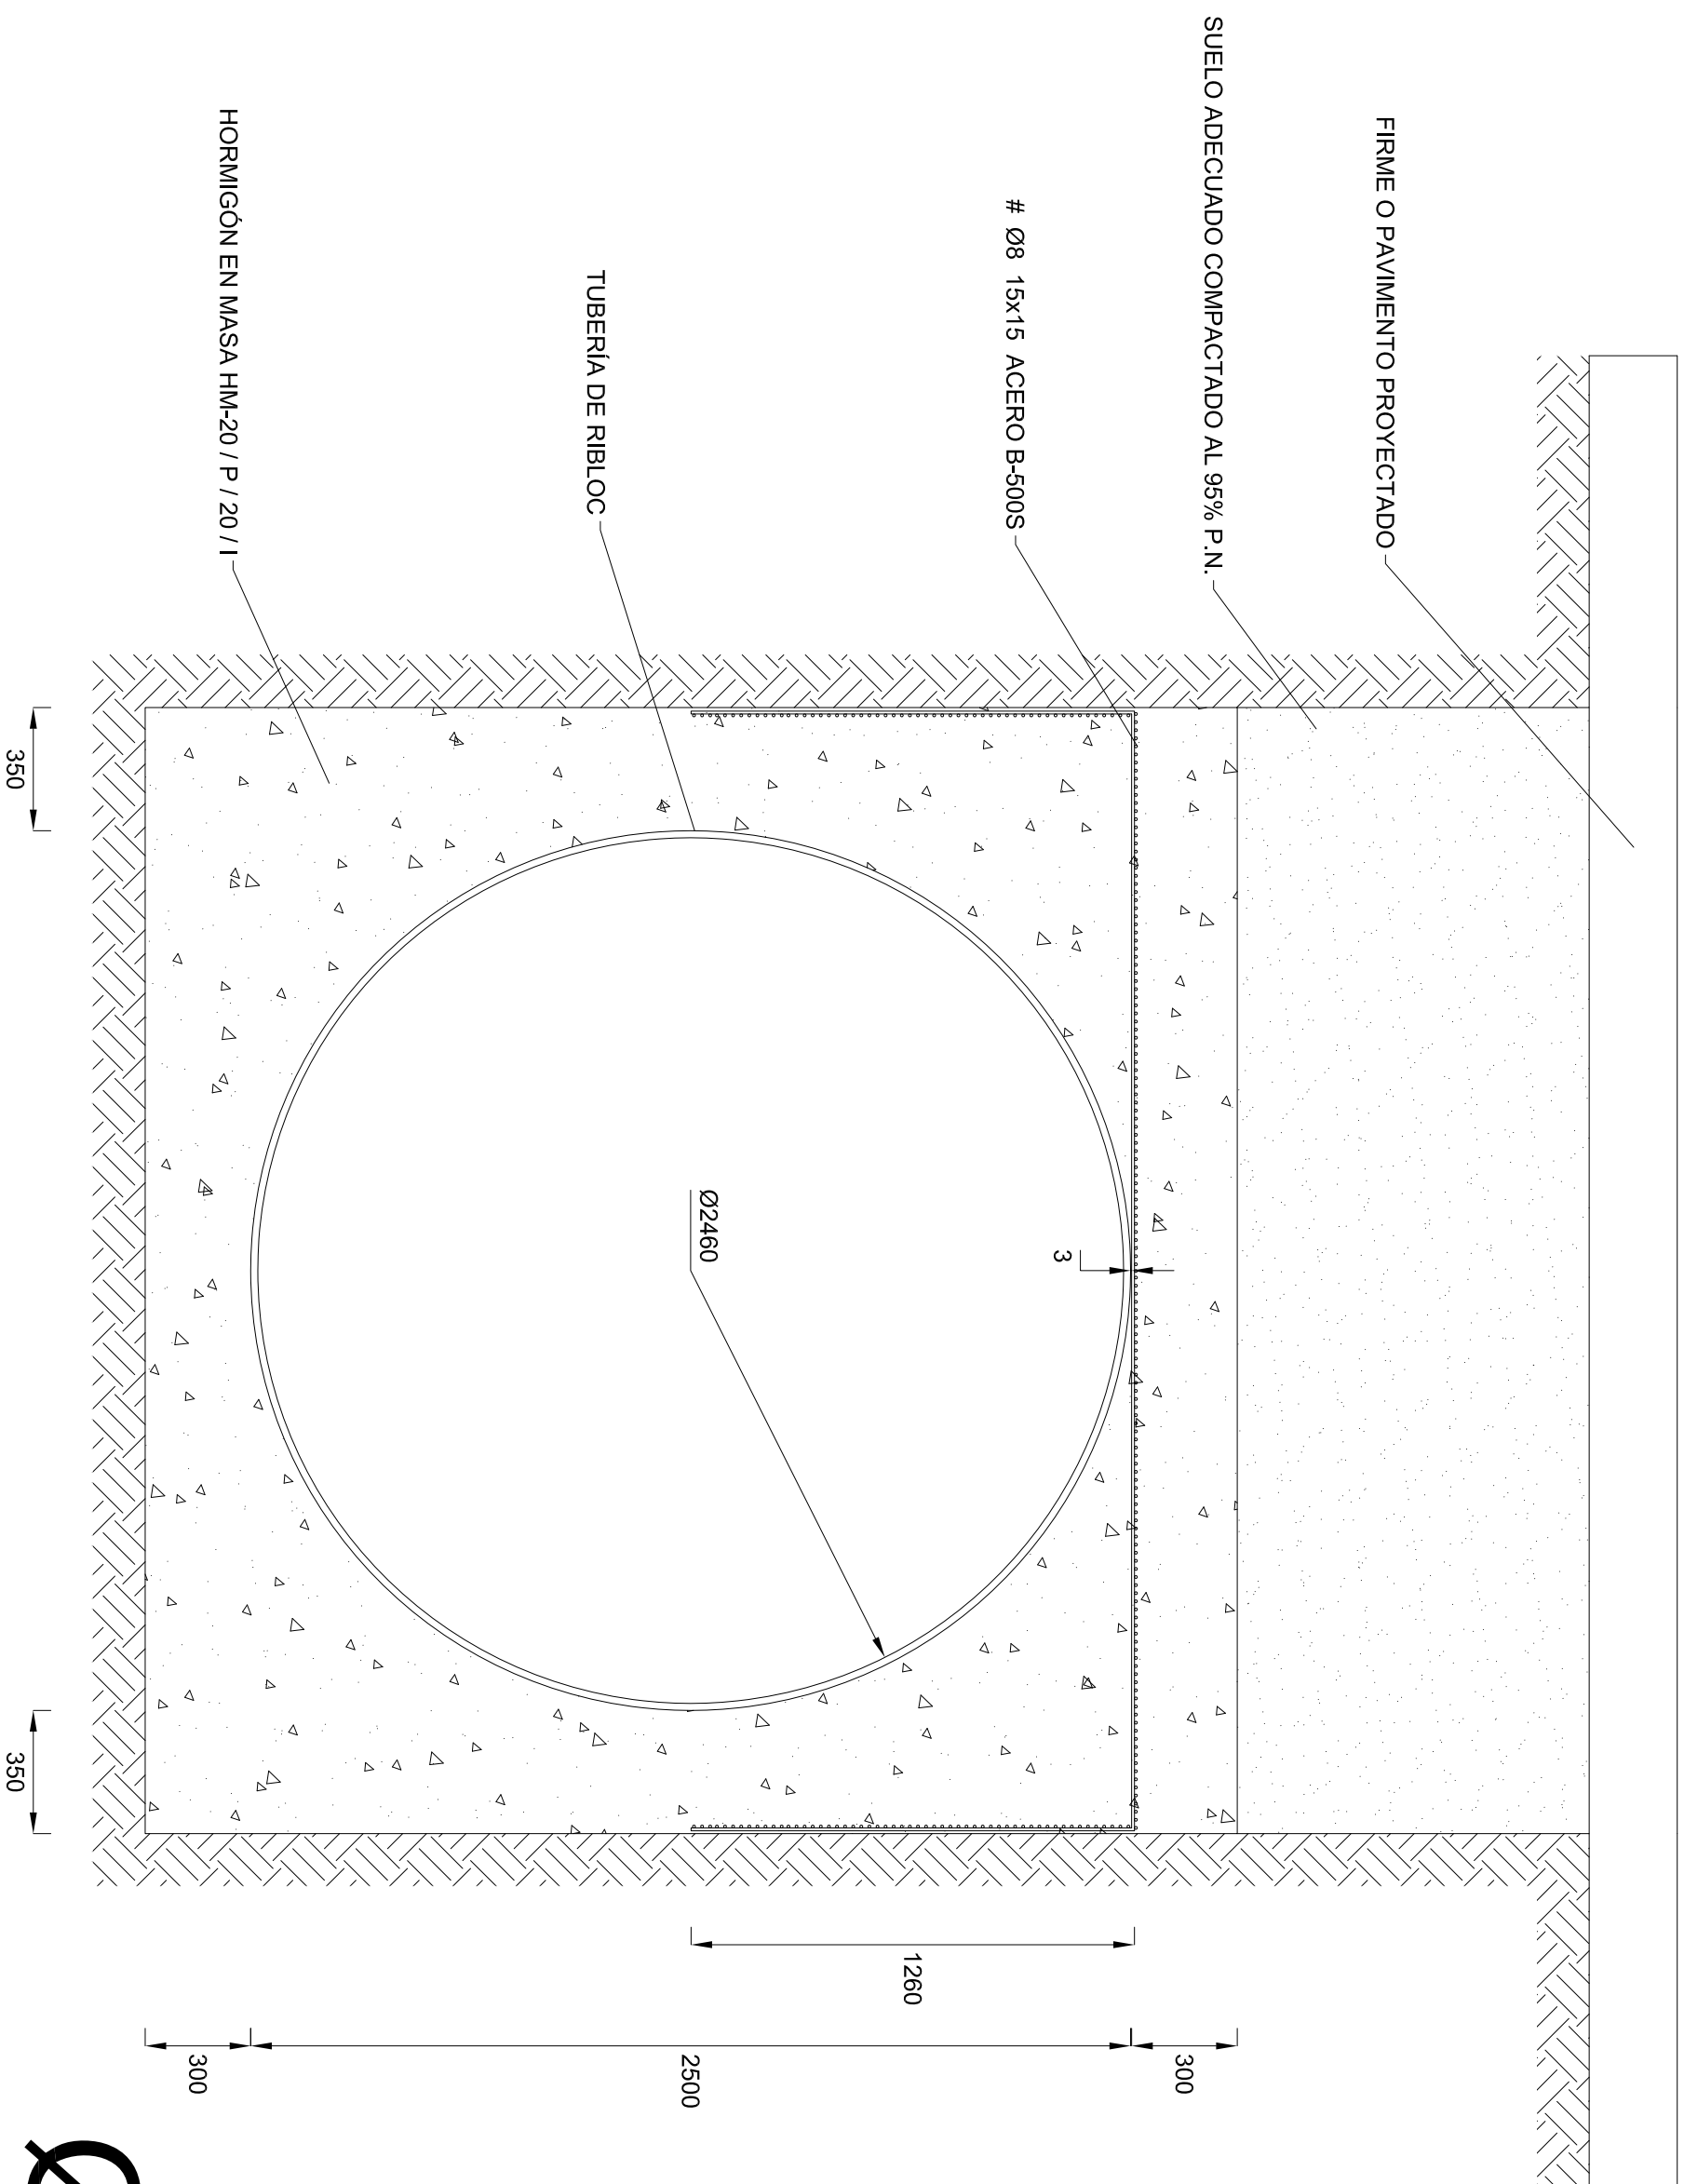 FIRME O PAVIMENTO PROYECTADO
SUELO ADECUADO COMPACTADO AL 95% P.N.
# Ø8 15x15 ACERO B-500S
TUBERÍA DE RIBLOC
HORMIGÓN EN MASA HM-20 / P / 20 / I
3
Ø2460
300
1260
2500
300
350
350
Ø